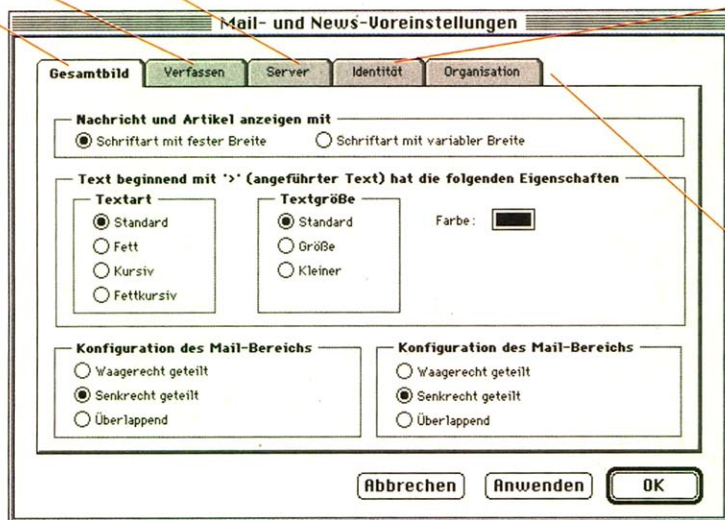 Mail- und News-Voreinstellungen
Gesamtbild Verfassen Server Identität Organisation
Nachricht und Artikel anzeigen mit
Schriftart mit fester Breite Schriftart mit variabler Breite
Text beginnend mit '>' (angeführter Text) hat die folgenden Eigenschaften
Textart Textgröße
Standard Standard Farbe:
Fett Größe
Kursiv Kleiner
Fettkursiv
Konfiguration des Mail-Bereichs Konfiguration des Mail-Bereichs
Waagerecht geteilt Waagerecht geteilt
Senkrecht geteilt Senkrecht geteilt
Überlappend Überlappend
Abbrechen Anwenden OK